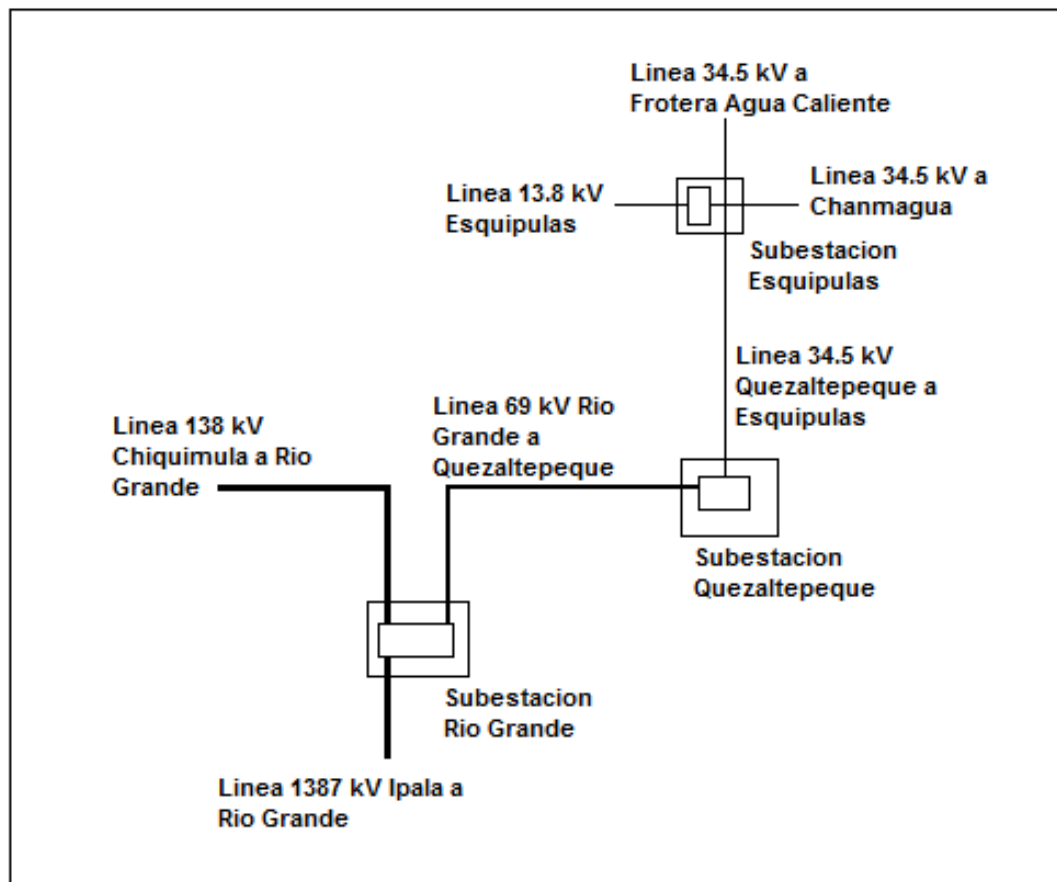 Linea 34.5 kV a
Frotera Agua Caliente
Linea 13.8 kV
Esquipulas
Linea 34.5 kV a
Chanmagua
Subestacion
Esquipulas
Linea 34.5 kV
Quezaltepeque a
Esquipulas
Linea 69 kV Rio
Grande a
Quezaltepeque
Linea 138 kV
Chiquimula a Rio
Grande
Subestacion
Quezaltepeque
Subestacion
Rio Grande
Linea 1387 kV Ipala a
Rio Grande